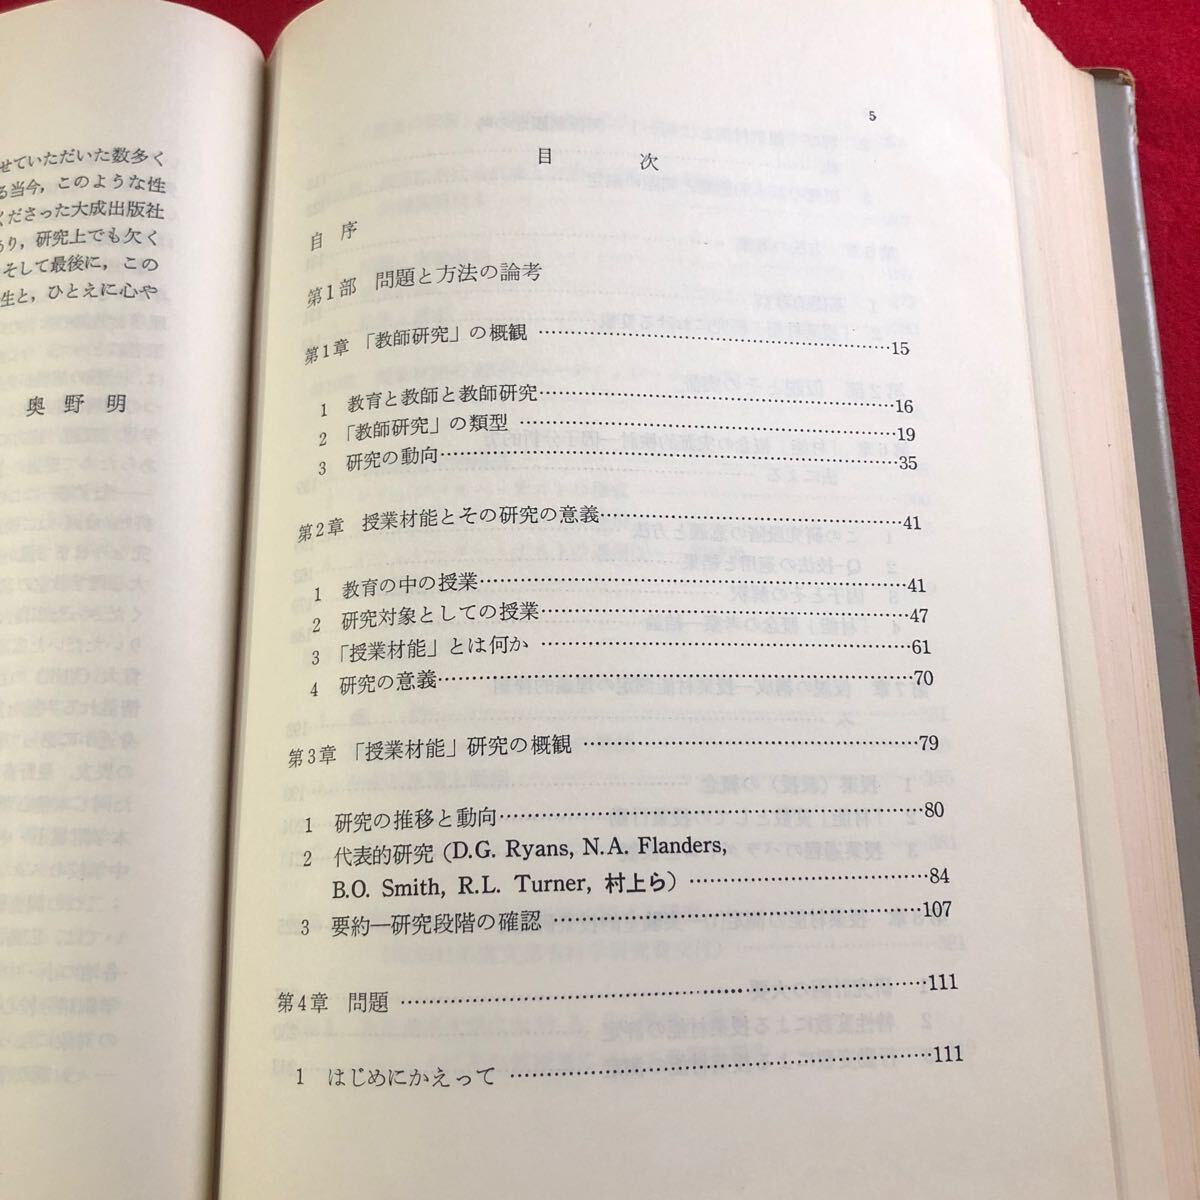 せていただいた数多く
る当今，このような性
くださった大成出版社
あり，研究上でも欠く
そして最後に，この
生と，ひとえに心や
奥野明
5
目次
自序
第1部 問題と方法の論考
第1章「教師研究」の概観……………………………………15
1 教育と教師と教師研究……………………………………16
2 「教師研究」の類型……………………………………19
3 研究の動向……………………………………35
第2章 授業材能とその研究の意義……………………………………41
1 教育の中の授業……………………………………41
2 研究対象としての授業……………………………………47
3 「授業材能」とは何か……………………………………61
4 研究の意義……………………………………70
第3章「授業材能」研究の概観……………………………………79
1 研究の推移と動向……………………………………80
2 代表的研究 (D.G. Ryans, N.A. Flanders,
B.O. Smith, R.L. Turner, 村上ら)……………………………………84
3 要約—研究段階の確認……………………………………107
第4章 問題……………………………………111
1 はじめにかえって……………………………………111